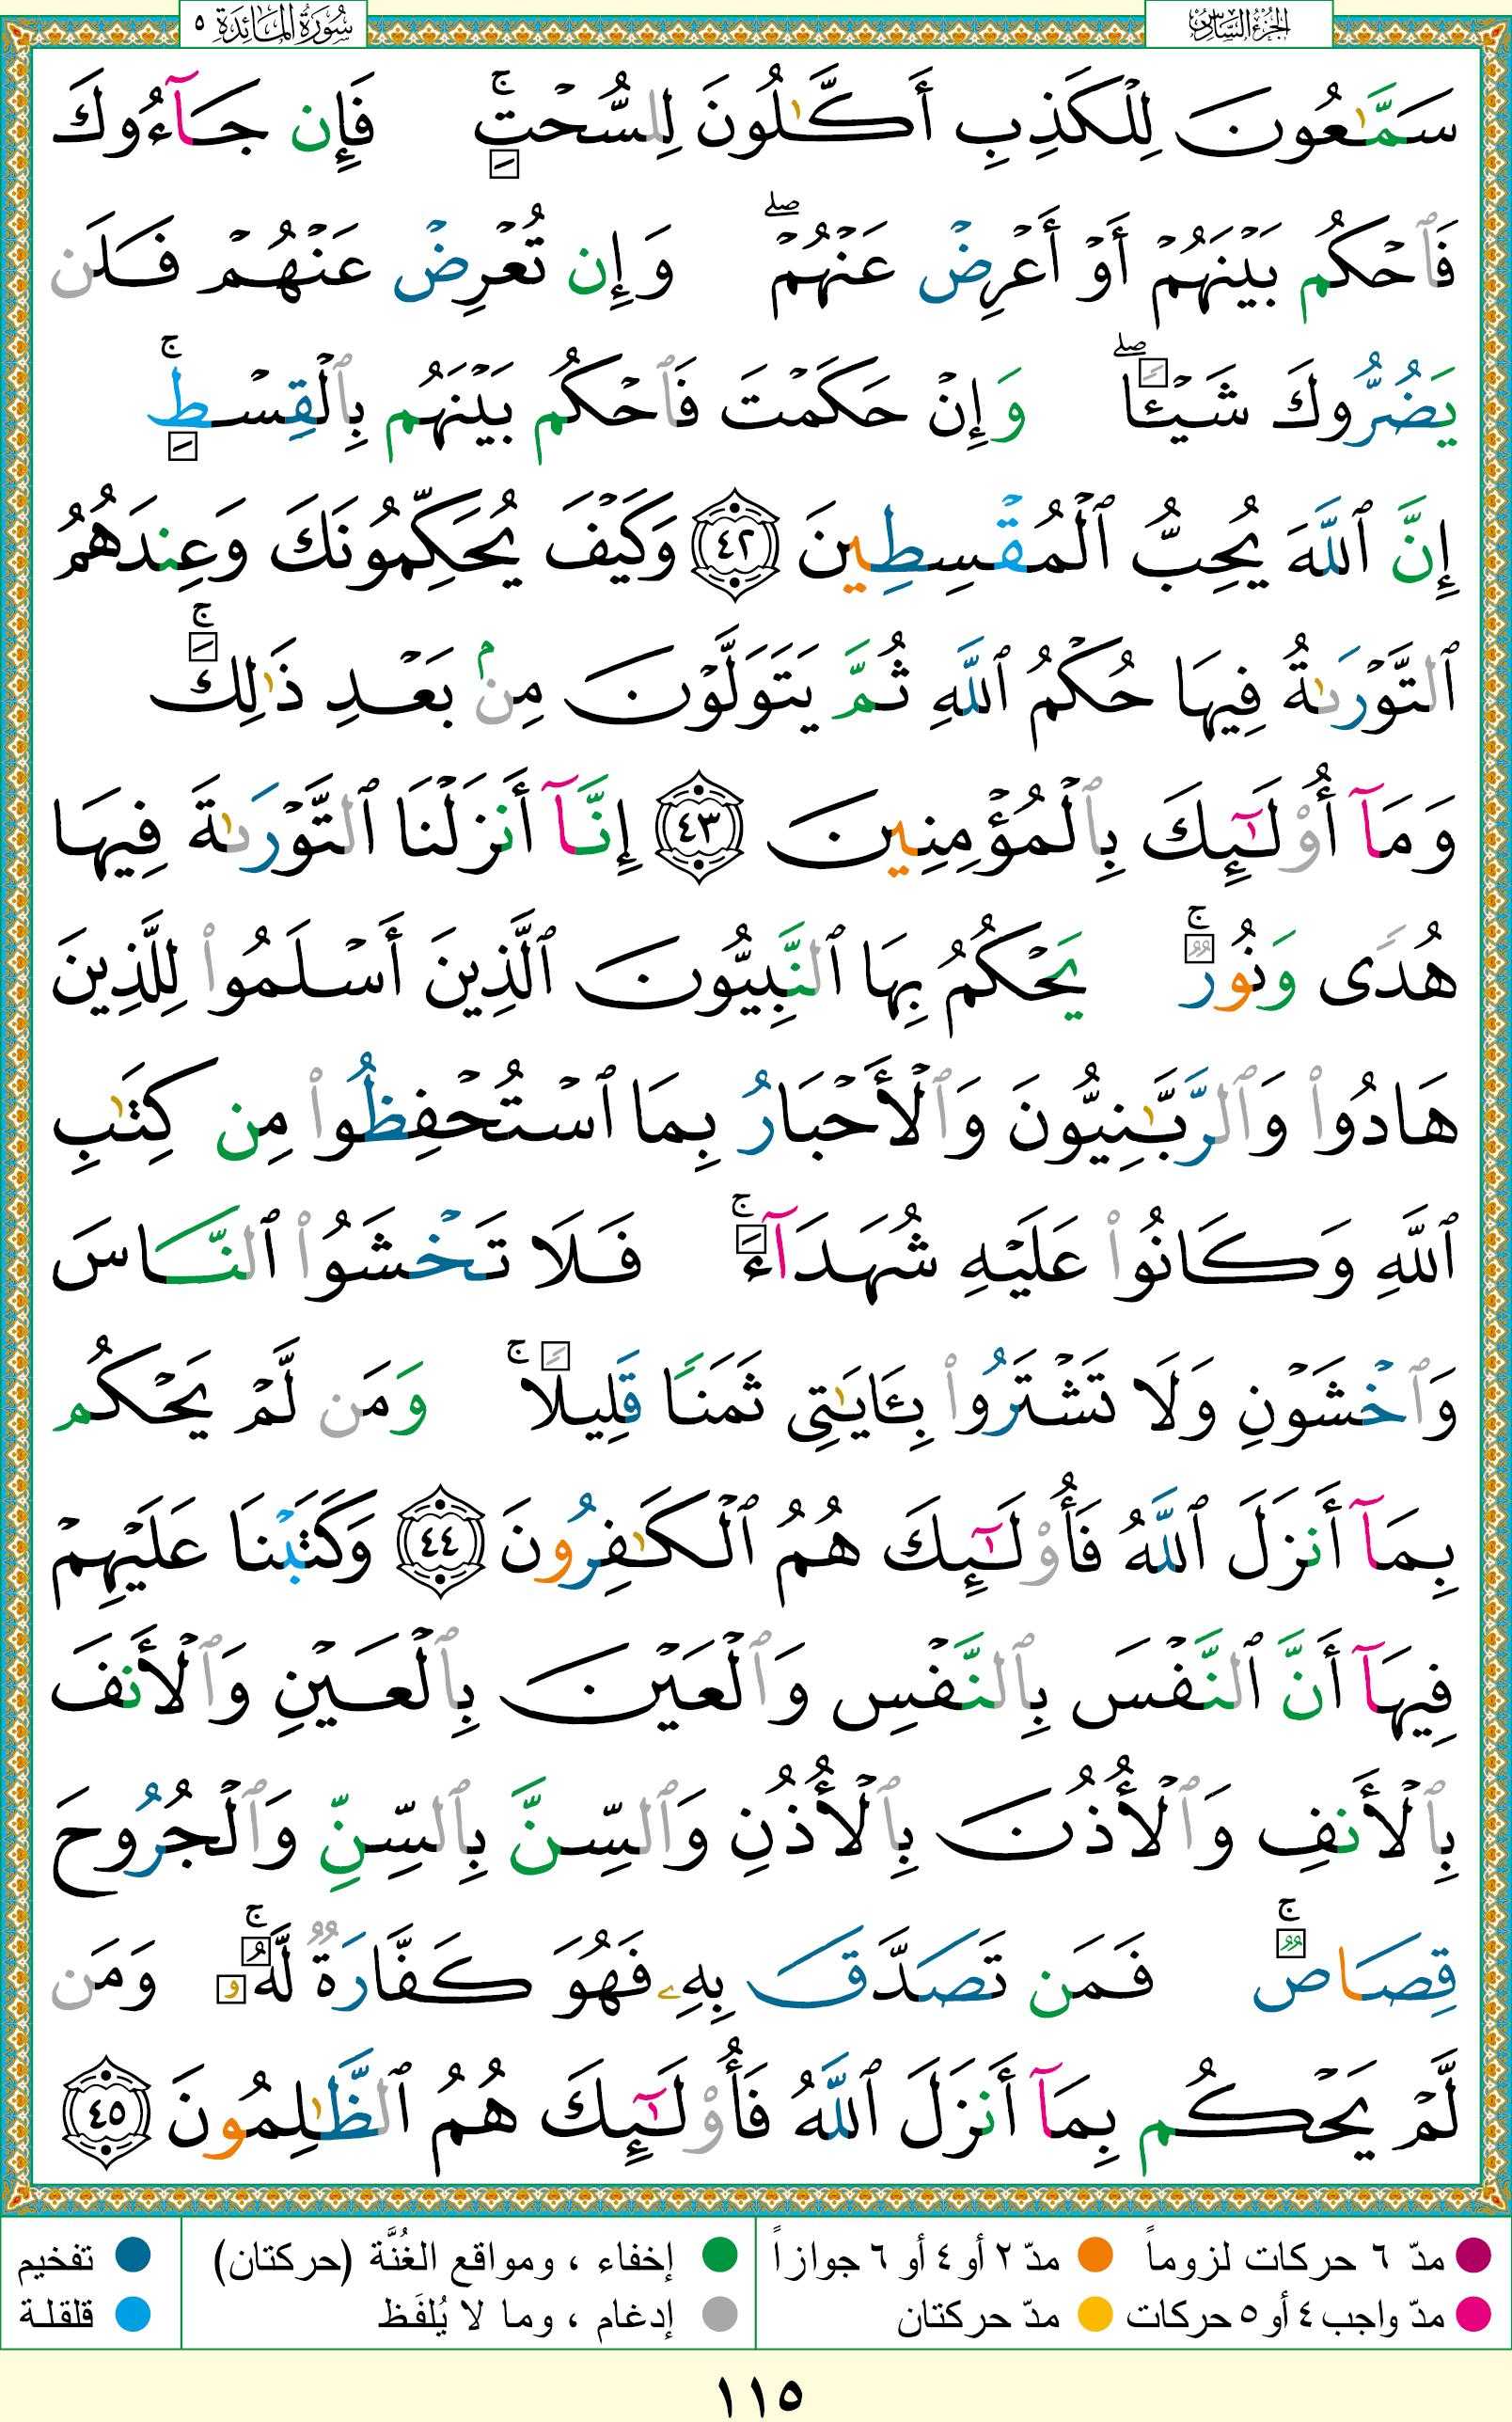 الجزء السادس
سورة المائدة ٥
سَمَّٰعُونَ لِلْكَذِبِ أَكَّٰلُونَ لِلسُّحْتِ ۚ فَإِن جَآءُوكَ
فَٱحْكُم بَيْنَهُمْ أَوْ أَعْرِضْ عَنْهُمْ ۖ وَإِن تُعْرِضْ عَنْهُمْ فَلَن
يَضُرُّوكَ شَيْـًٔا ۖ وَإِنْ حَكَمْتَ فَٱحْكُم بَيْنَهُم بِٱلْقِسْطِ ۚ
إِنَّ ٱللَّهَ يُحِبُّ ٱلْمُقْسِطِينَ ٤٢ وَكَيْفَ يُحَكِّمُونَكَ وَعِندَهُمُ
ٱلتَّوْرَىٰةُ فِيهَا حُكْمُ ٱللَّهِ ثُمَّ يَتَوَلَّوْنَ مِنۢ بَعْدِ ذَٰلِكَ ۚ
وَمَآ أُو۟لَٰٓئِكَ بِٱلْمُؤْمِنِينَ ٤٣ إِنَّآ أَنزَلْنَا ٱلتَّوْرَىٰةَ فِيهَا
هُدًى وَنُورٌ ۚ يَحْكُمُ بِهَا ٱلنَّبِيُّونَ ٱلَّذِينَ أَسْلَمُوا۟ لِلَّذِينَ
هَادُوا۟ وَٱلرَّبَّٰنِيُّونَ وَٱلْأَحْبَارُ بِمَا ٱسْتُحْفِظُوا۟ مِن كِتَٰبِ
ٱللَّهِ وَكَانُوا۟ عَلَيْهِ شُهَدَآءَ ۚ فَلَا تَخْشَوُا۟ ٱلنَّاسَ
وَٱخْشَوْنِ وَلَا تَشْتَرُوا۟ بِـَٔايَٰتِى ثَمَنًا قَلِيلًا ۚ وَمَن لَّمْ يَحْكُم
بِمَآ أَنزَلَ ٱللَّهُ فَأُو۟لَٰٓئِكَ هُمُ ٱلْكَٰفِرُونَ ٤٤ وَكَتَبْنَا عَلَيْهِمْ
فِيهَآ أَنَّ ٱلنَّفْسَ بِٱلنَّفْسِ وَٱلْعَيْنَ بِٱلْعَيْنِ وَٱلْأَنفَ
بِٱلْأَنفِ وَٱلْأُذُنَ بِٱلْأُذُنِ وَٱلسِّنَّ بِٱلسِّنِّ وَٱلْجُرُوحَ
قِصَاصٌ ۚ فَمَن تَصَدَّقَ بِهِۦ فَهُوَ كَفَّارَةٌ لَّهُۥ ۚ وَمَن
لَّمْ يَحْكُم بِمَآ أَنزَلَ ٱللَّهُ فَأُو۟لَٰٓئِكَ هُمُ ٱلظَّٰلِمُونَ ٤٥
مدّ ٦ حركات لزوماً مدّ ٢ أو ٤ أو ٦ جوازاً إخفاء ، ومواقع الغُنَّة (حركتان) تفخيم
مدّ واجب ٤ أو ٥ حركات مدّ حركتان إدغام ، وما لا يُلفَظ قلقلة
١١٥